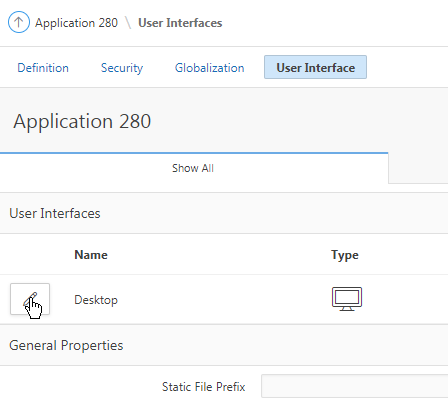 Application 280 \ User Interfaces
Definition Security Globalization User Interface
Application 280
Show All
User Interfaces
Name Type
Desktop
General Properties
Static File Prefix